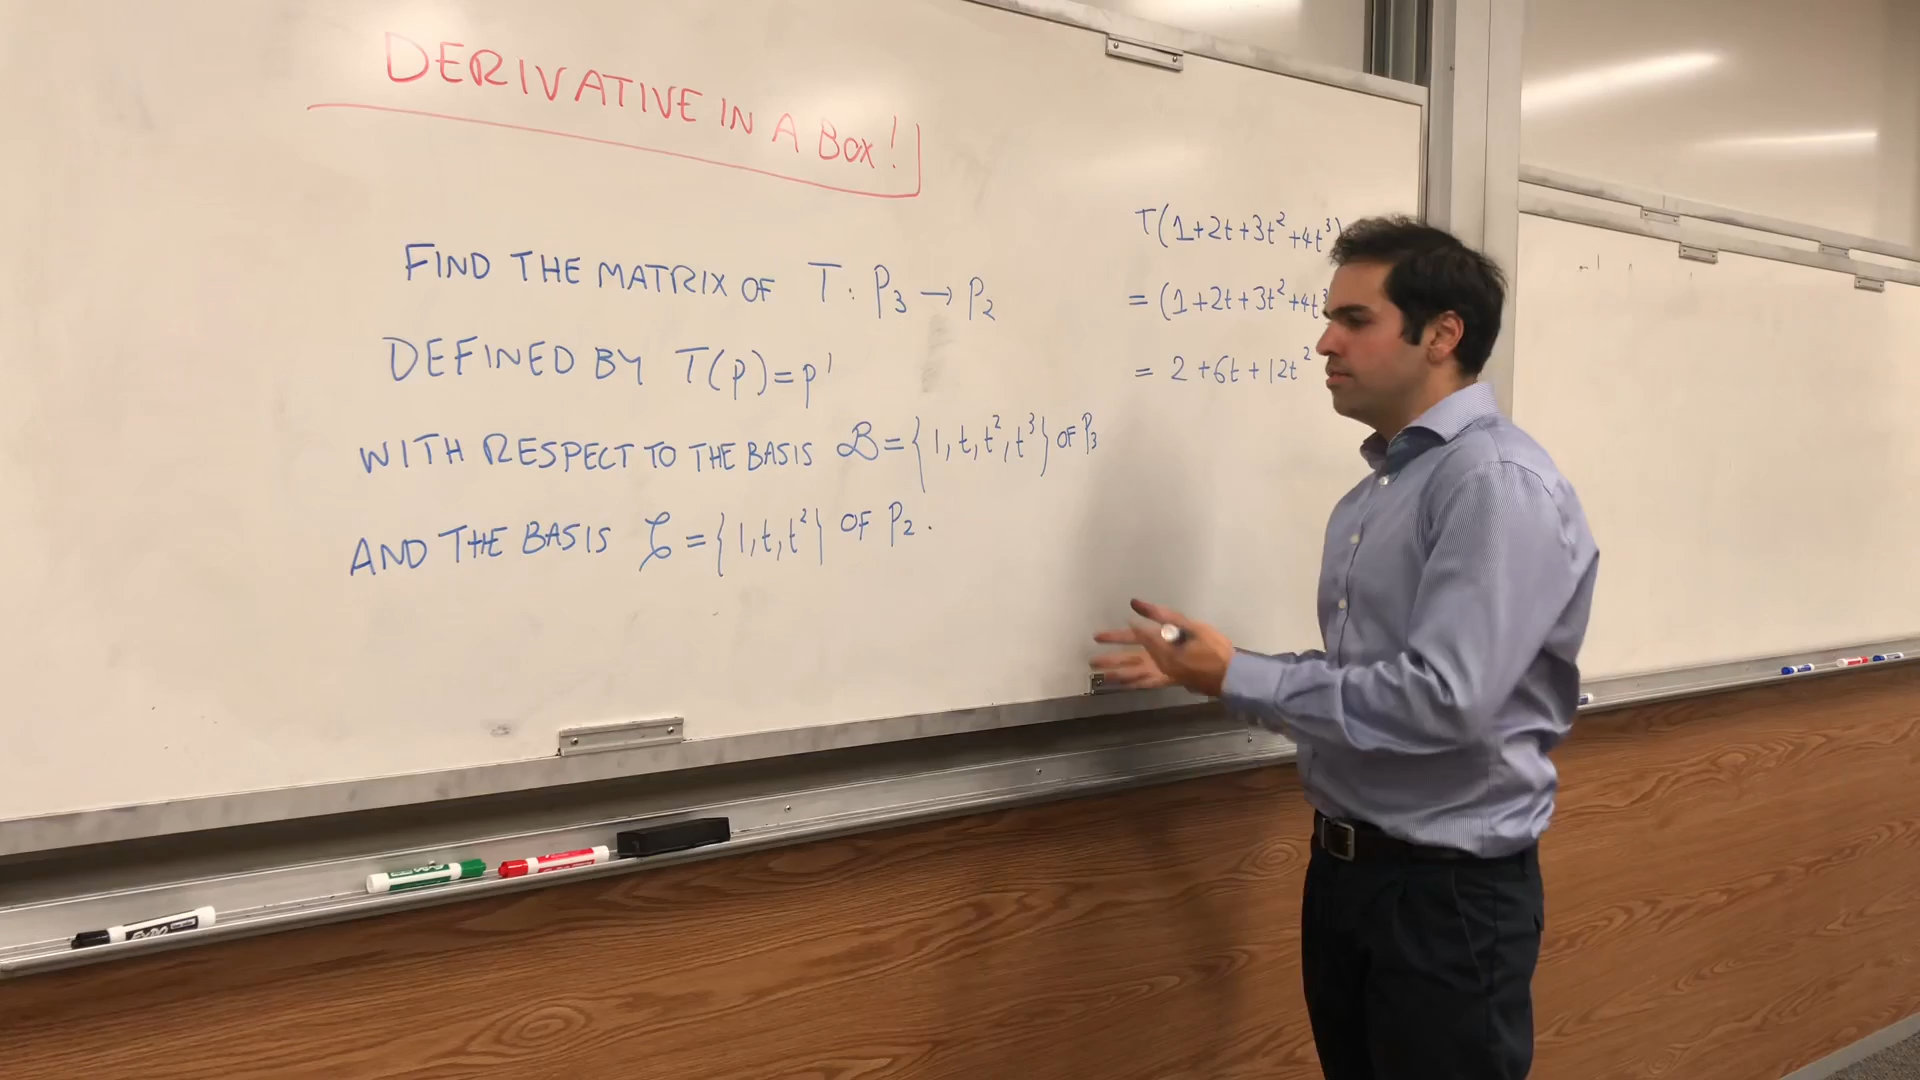 DERIVATIVE IN A BOX!
FIND THE MATRIX OF T: P₃ → P₂
DEFINED BY T(p)=p'
WITH RESPECT TO THE BASIS ℬ={1,t,t²,t³} OF P₃
AND THE BASIS 𝒞={1,t,t²} OF P₂.
T(1+2t+3t²+4t³)
=(1+2t+3t²+4t³
= 2+6t+12t²
EXPO